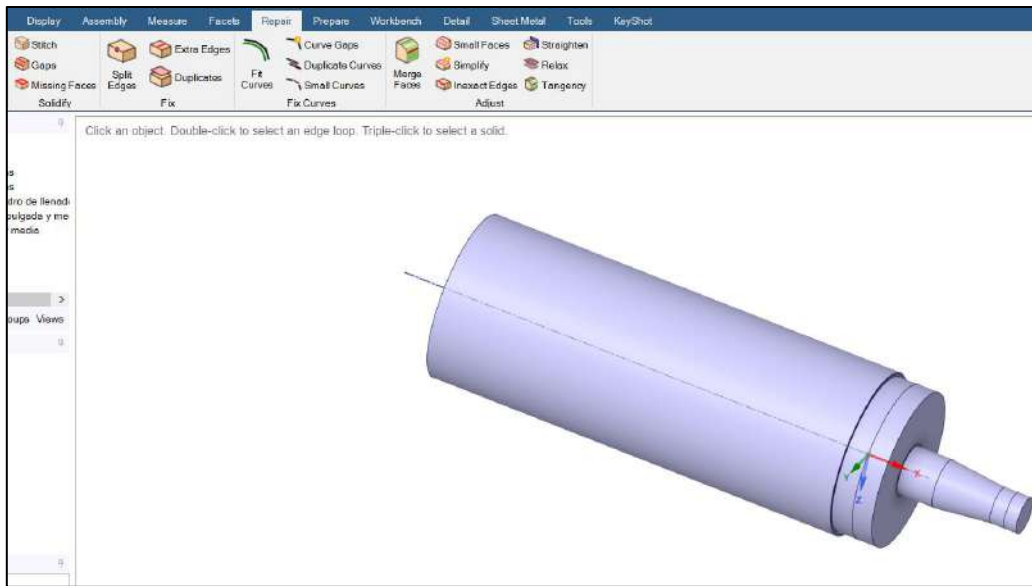 Display Assembly Measure Facets Repair Prepare Workbench Detail Sheet Metal Tools KeyShot
Stitch
Gaps
Missing Faces
Solidify
Split Edges
Extra Edges
Duplicates
Fix
Fit Curves
Curve Gaps
Duplicate Curves
Small Curves
Fix Curves
Merge Faces
Small Faces
Simplify
Inexact Edges
Straighten
Relax
Tangency
Adjust
Click an object. Double-click to select an edge loop. Triple-click to select a solid.
dro de llenad
pulgada y me
media
oups Views
X
Y
Z